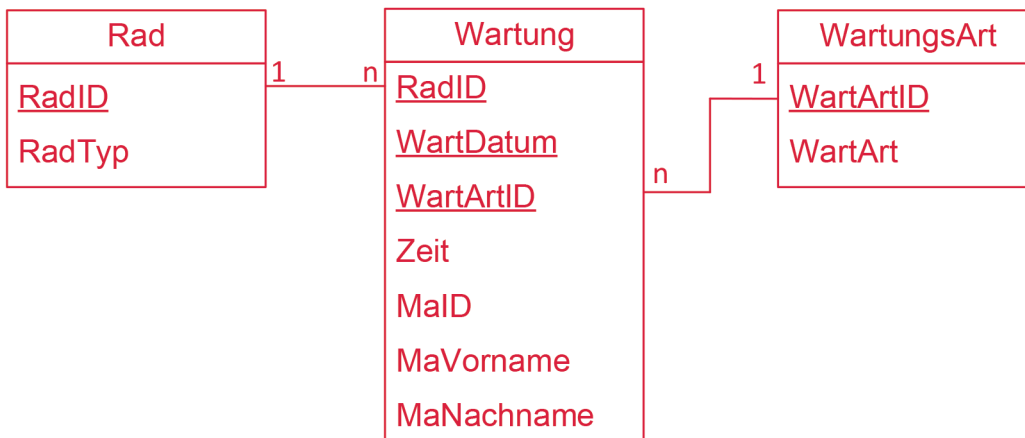 Rad
RadID
RadTyp
1
n
Wartung
RadID
WartDatum
WartArtID
Zeit
MaID
MaVorname
MaNachname
n
1
WartungsArt
WartArtID
WartArt